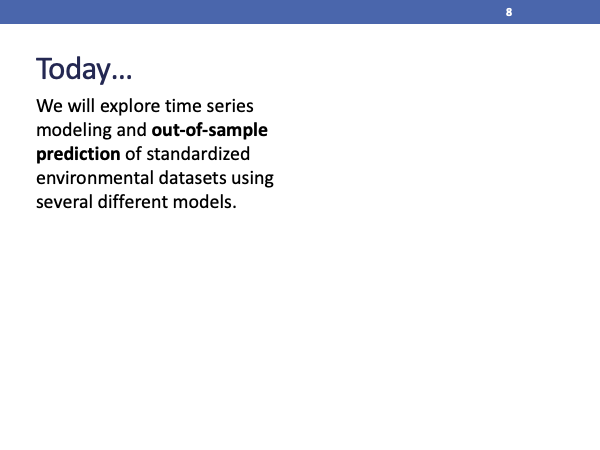 8
Today…
We will explore time series
modeling and out-of-sample
prediction of standardized
environmental datasets using
several different models.